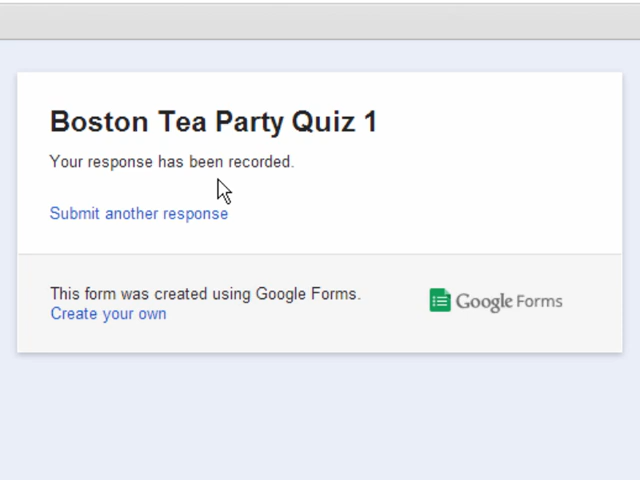 Boston Tea Party Quiz 1
Your response has been recorded.
Submit another response
This form was created using Google Forms.
Create your own
Google Forms